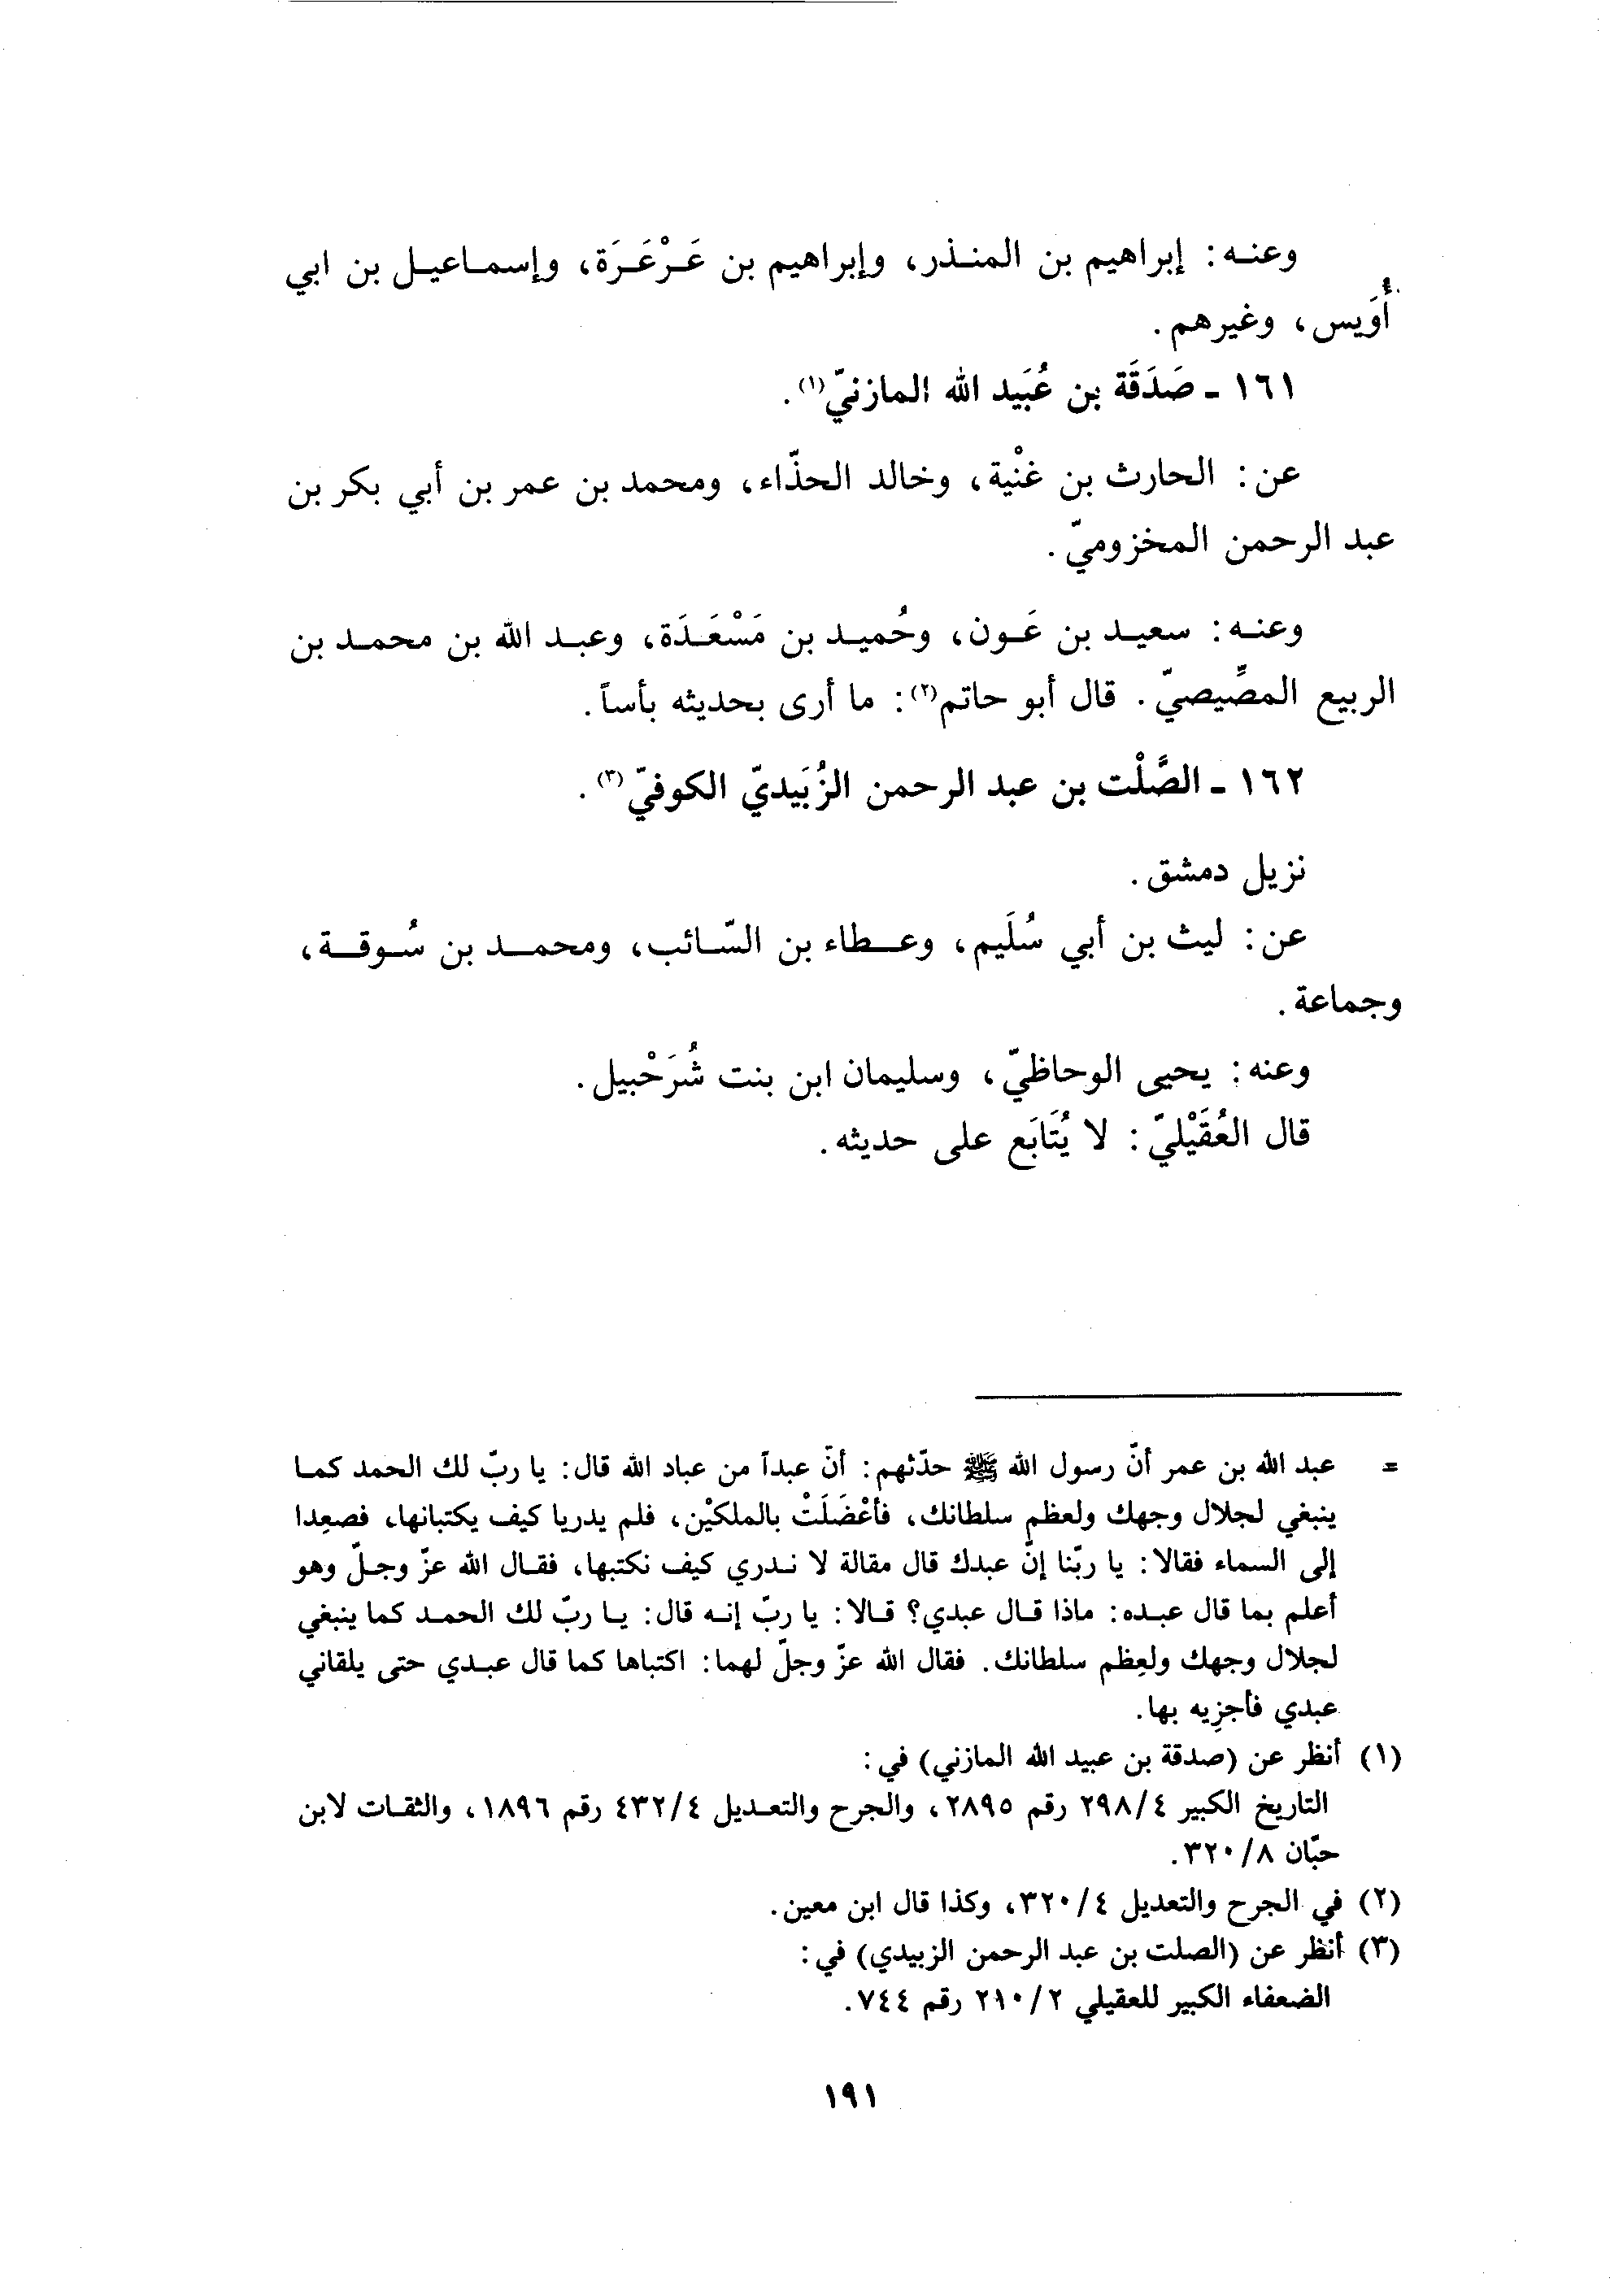 وعنه: إبراهيم بن المنذر، وإبراهيم بن عَرْعَرَة، وإسماعيل بن ابي
أُوَيس، وغيرهم.
١٦١ ـ صَدَقَة بن عُبَيد الله المازنيّ(١).
عن: الحارث بن غنْية، وخالد الحذّاء، ومحمد بن عمر بن أبي بكر بن
عبد الرحمن المخزوميّ.
وعنه: سعيد بن عَون، وحُميد بن مَسْعَدَة، وعبد الله بن محمد بن
الربيع المصِّيصيّ. قال أبو حاتم(٢): ما أرى بحديثه بأساً.
١٦٢ ـ الصَّلْت بن عبد الرحمن الزُبَيديّ الكوفيّ(٣).
نزيل دمشق.
عن: ليث بن أبي سُلَيم، وعطاء بن السّائب، ومحمد بن سُوقة،
وجماعة.
وعنه: يحيى الوحاظيّ، وسليمان ابن بنت شُرَحْبيل.
قال العُقَيْليّ: لا يُتَابَع على حديثه.
= عبد الله بن عمر أنّ رسول الله ﷺ حدّثهم: أنّ عبداً من عباد الله قال: يا ربّ لك الحمد كما
ينبغي لجلال وجهك ولعظم سلطانك، فأعْضَلَتْ بالملكيْن، فلم يدريا كيف يكتبانها، فصعِدا
إلى السماء فقالا: يا ربّنا إنّ عبدك قال مقالة لا ندري كيف نكتبها، فقال الله عزّ وجلّ وهو
أعلم بما قال عبده: ماذا قال عبدي؟ قالا: يا ربّ إنه قال: يا ربّ لك الحمد كما ينبغي
لجلال وجهك ولعِظم سلطانك. فقال الله عزّ وجلّ لهما: اكتباها كما قال عبدي حتى يلقاني
عبدي فأجزِيه بها.
(١) أنظر عن (صدقة بن عبيد الله المازني) في:
التاريخ الكبير ٢٩٨/٤ رقم ٢٨٩٥، والجرح والتعديل ٤٣٢/٤ رقم ١٨٩٦، والثقات لابن
حبّان ٣٢٠/٨.
(٢) في الجرح والتعديل ٣٢٠/٤، وكذا قال ابن معين.
(٣) أنظر عن (الصلت بن عبد الرحمن الزبيدي) في:
الضعفاء الكبير للعقيلي ٢١٠/٢ رقم ٧٤٤.
١٩١